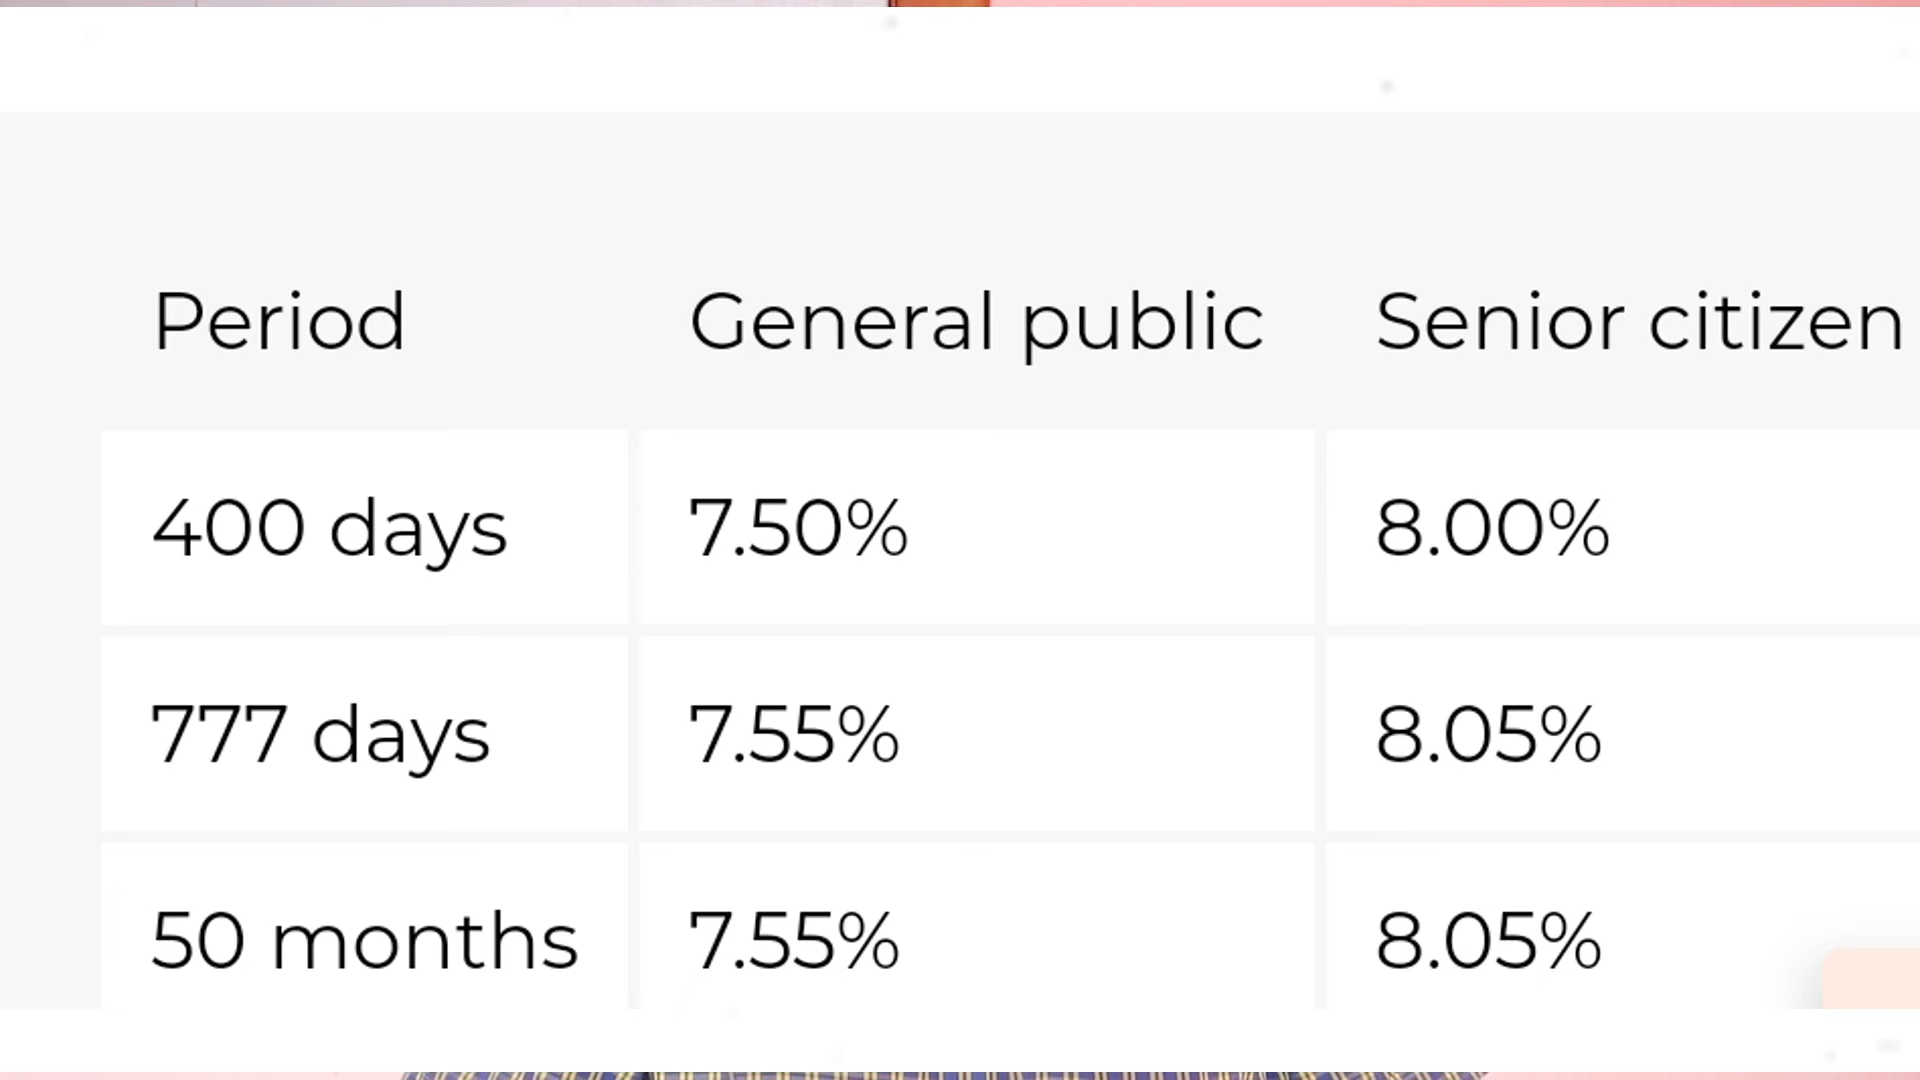 Period General public Senior citizen
400 days 7.50% 8.00%
777 days 7.55% 8.05%
50 months 7.55% 8.05%